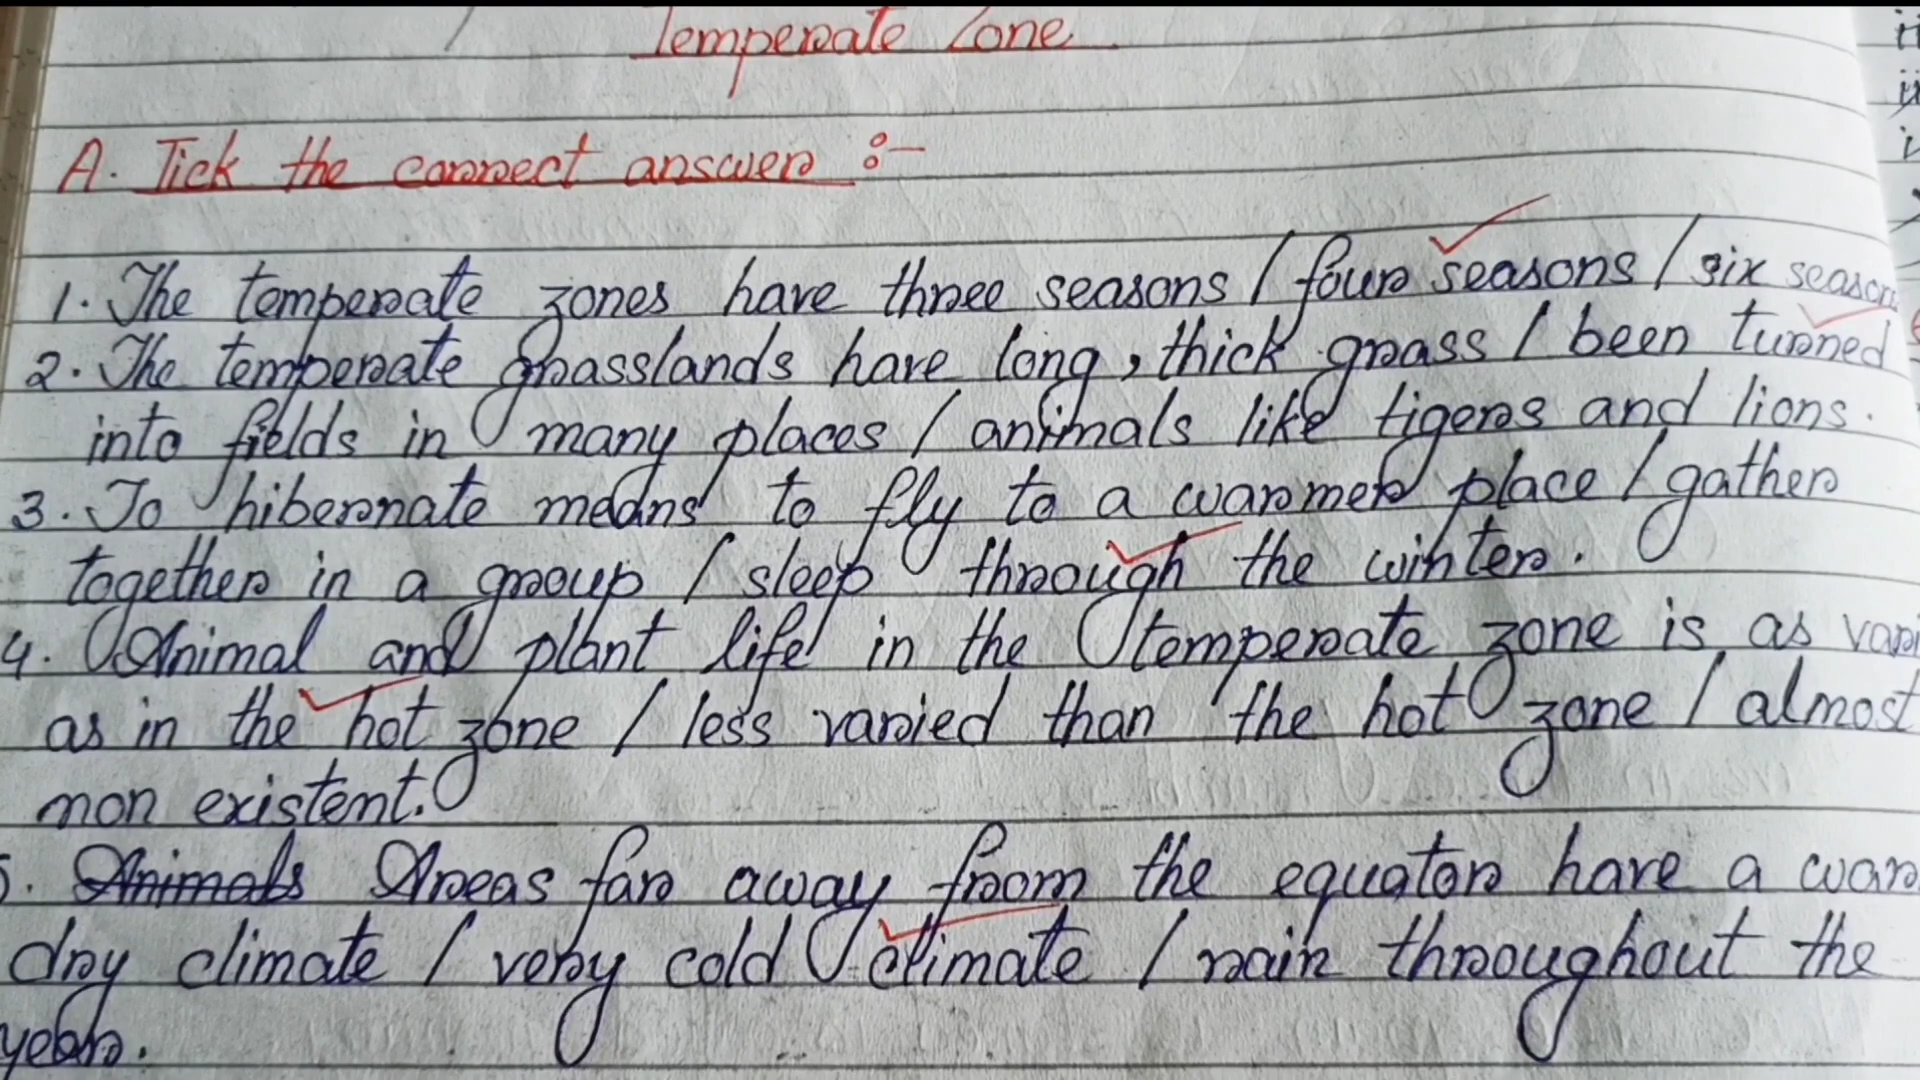 Temperate Zone
A. Tick the correct answer :-
1. The temperate zones have three seasons / four seasons / six season
2. The temperate grasslands have long, thick grass / been turned
into fields in many places / animals like tigers and lions.
3. To hibernate means to fly to a warmer place / gather
together in a group / sleep through the winter.
4. Animal and plant life in the temperate zone is as vari
as in the hot zone / less varied than the hot zone / almost
non existent.
5. Animals Areas far away from the equator have a war
dry climate / very cold climate / rain throughout the
year.